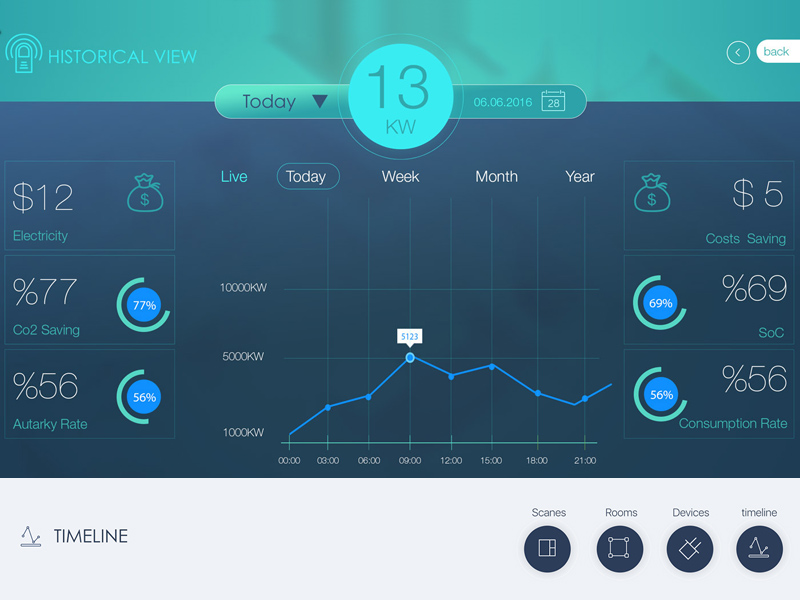 HISTORICAL VIEW
back
Today
13
KW
06.06.2016
28
Live
Today
Week
Month
Year
$12
Electricity
$
%77
Co2 Saving
77%
%56
Autarky Rate
56%
10000KW
5000KW
1000KW
5123
00:00
03:00
06:00
09:00
12:00
15:00
18:00
21:00
$
$ 5
Costs Saving
69%
%69
SoC
56%
%56
Consumption Rate
TIMELINE
Scanes
Rooms
Devices
timeline